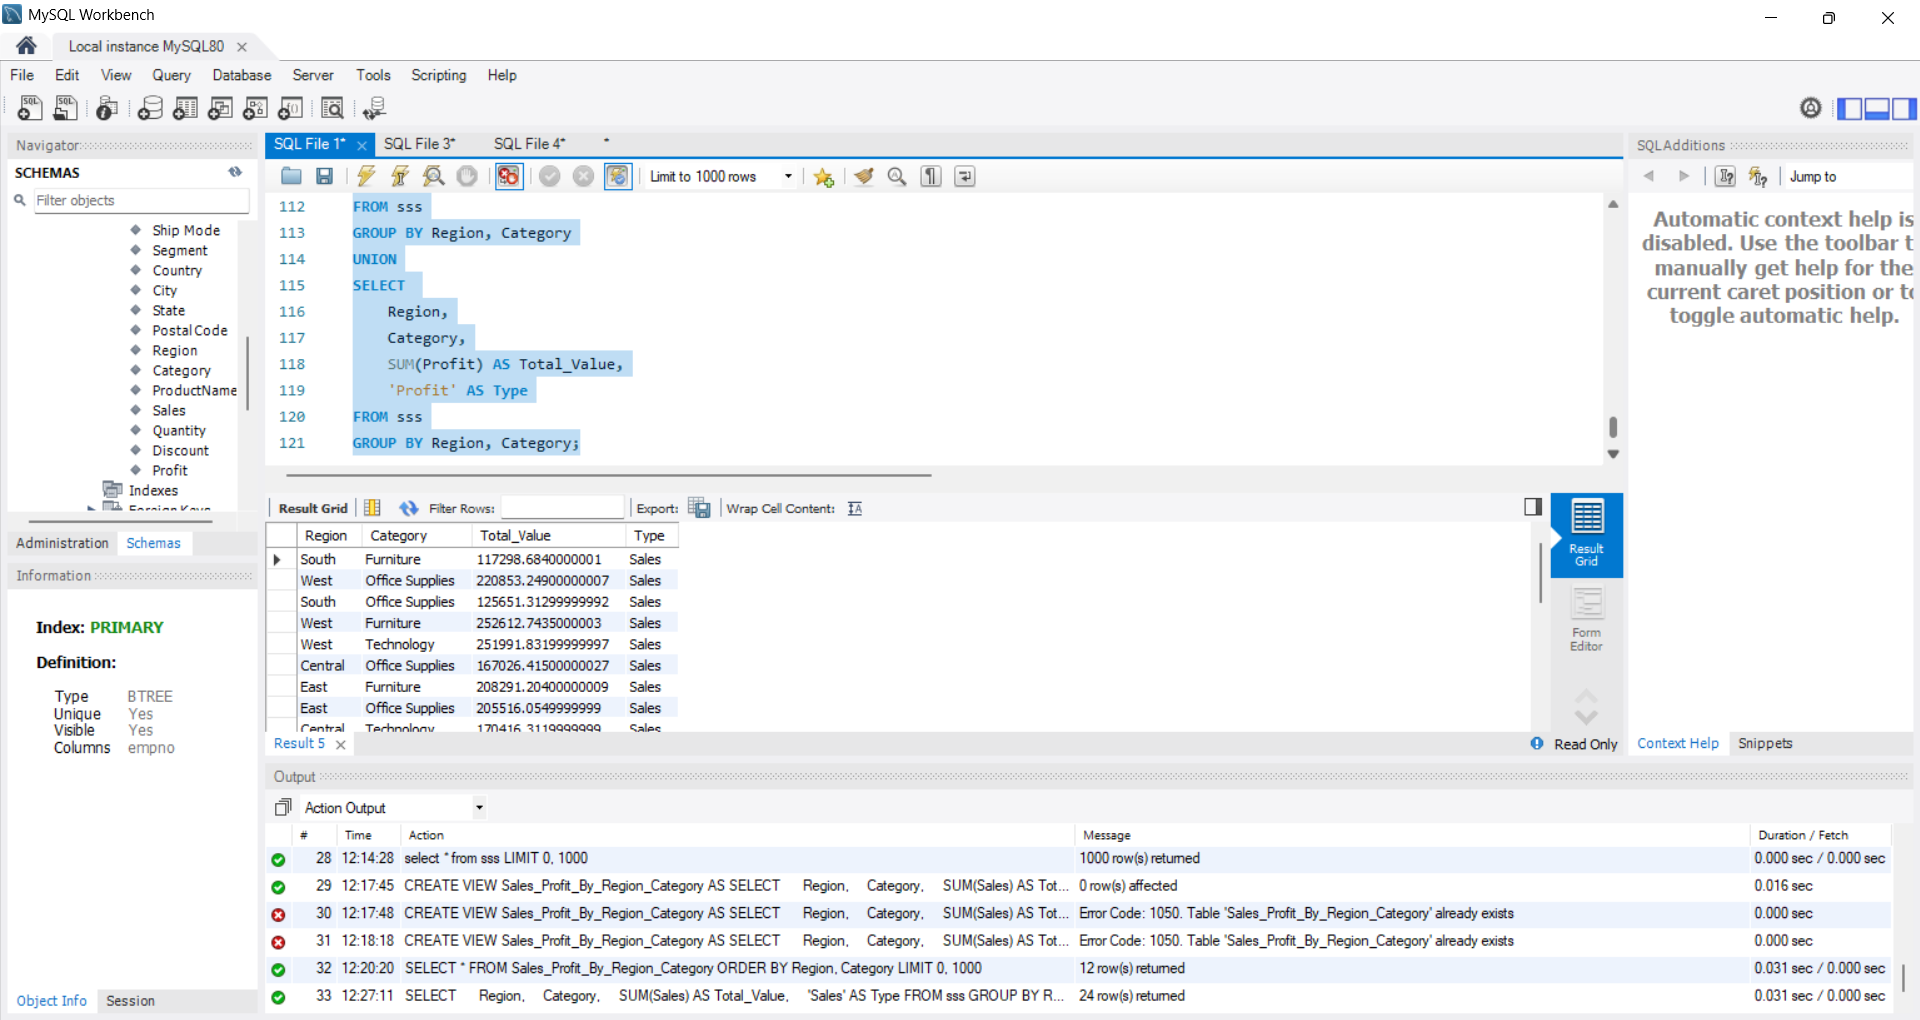 MySQL Workbench
Local instance MySQL80
File Edit View Query Database Server Tools Scripting Help
Navigator
SCHEMAS
Filter objects
Ship Mode
Segment
Country
City
State
PostalCode
Region
Category
ProductName
Sales
Quantity
Discount
Profit
Indexes
Foreign Keys
Administration Schemas
Information
Index: PRIMARY
Definition:
Type BTREE
Unique Yes
Visible Yes
Columns empno
Object Info Session
SQL File 1* SQL File 3* SQL File 4* *
Limit to 1000 rows
112 FROM sss
113 GROUP BY Region, Category
114 UNION
115 SELECT
116 Region,
117 Category,
118 SUM(Profit) AS Total_Value,
119 'Profit' AS Type
120 FROM sss
121 GROUP BY Region, Category;
Result Grid Filter Rows: Export: Wrap Cell Content:
Region Category Total_Value Type
South Furniture 117298.6840000001 Sales
West Office Supplies 220853.24900000007 Sales
South Office Supplies 125651.31299999992 Sales
West Furniture 252612.7435000003 Sales
West Technology 251991.83199999997 Sales
Central Office Supplies 167026.41500000027 Sales
East Furniture 208291.20400000009 Sales
East Office Supplies 205516.0549999999 Sales
Central Technology 170416.3119999999 Sales
Result 5
Result
Grid
Form
Editor
Read Only
SQLAdditions
Jump to
Automatic context help is
disabled. Use the toolbar t
manually get help for the
current caret position or to
toggle automatic help.
Context Help Snippets
Output
Action Output
# Time Action Message Duration / Fetch
28 12:14:28 select * from sss LIMIT 0, 1000 1000 row(s) returned 0.000 sec / 0.000 sec
29 12:17:45 CREATE VIEW Sales_Profit_By_Region_Category AS SELECT Region, Category, SUM(Sales) AS Tot... 0 row(s) affected 0.016 sec
30 12:17:48 CREATE VIEW Sales_Profit_By_Region_Category AS SELECT Region, Category, SUM(Sales) AS Tot... Error Code: 1050. Table 'Sales_Profit_By_Region_Category' already exists 0.000 sec
31 12:18:18 CREATE VIEW Sales_Profit_By_Region_Category AS SELECT Region, Category, SUM(Sales) AS Tot... Error Code: 1050. Table 'Sales_Profit_By_Region_Category' already exists 0.000 sec
32 12:20:20 SELECT * FROM Sales_Profit_By_Region_Category ORDER BY Region, Category LIMIT 0, 1000 12 row(s) returned 0.031 sec / 0.000 sec
33 12:27:11 SELECT Region, Category, SUM(Sales) AS Total_Value, 'Sales' AS Type FROM sss GROUP BY R... 24 row(s) returned 0.031 sec / 0.000 sec